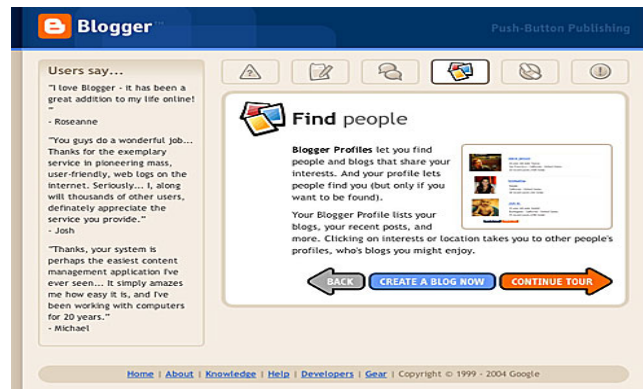 Blogger™
Push-Button Publishing
Users say...
"I love Blogger - it has been a
great addition to my life online!
"
- Roseanne
"You guys do a wonderful job...
Thanks for the exemplary
service in pioneering mass,
user-friendly, web logs on the
internet. Seriously... I, along
will thousands of other users,
definately appreciate the
service you provide."
- Josh
"Thanks, your system is
perhaps the easiest content
management application I've
ever seen... It simply amazes
me how easy it is, and I've
been working with computers
for 20 years."
- Michael
Find people
Blogger Profiles let you find
people and blogs that share your
interests. And your profile lets
people find you (but only if you
want to be found).
Your Blogger Profile lists your
blogs, your recent posts, and
more. Clicking on interests or location takes you to other people's
profiles, who's blogs you might enjoy.
BACK
CREATE A BLOG NOW
CONTINUE TOUR
Home | About | Knowledge | Help | Developers | Gear | Copyright © 1999 - 2004 Google